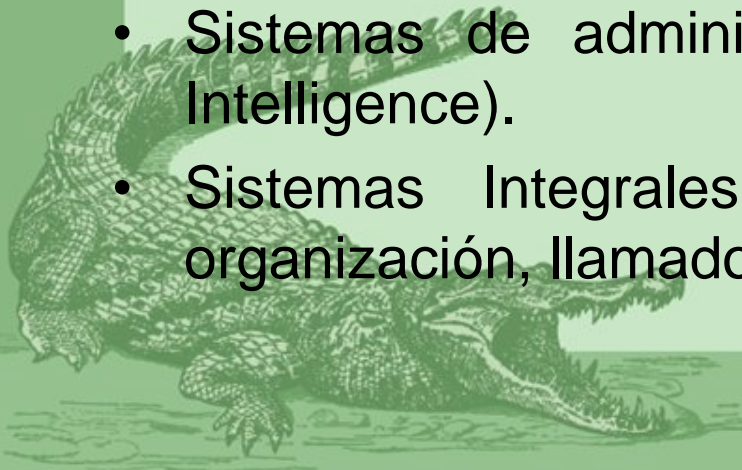 • Sistemas de admini
Intelligence).
• Sistemas Integrales
organización, llamado